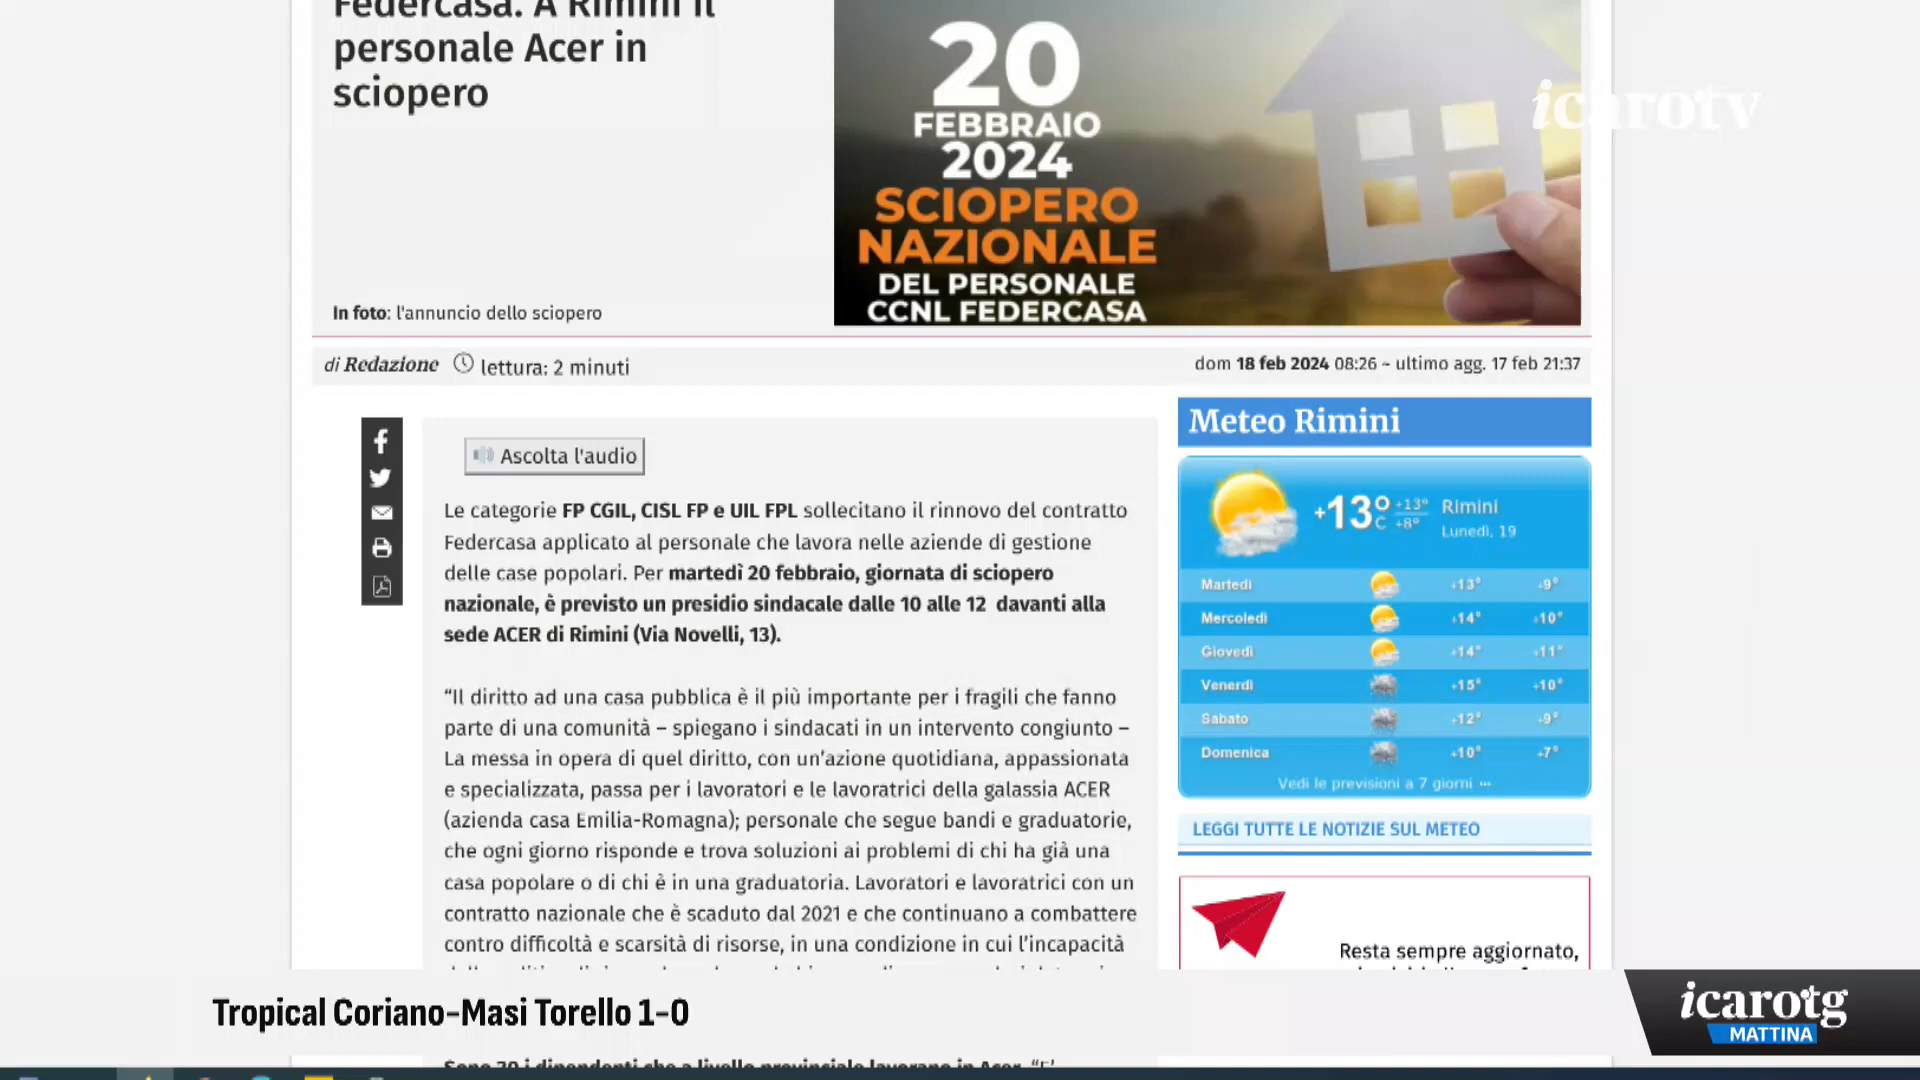 Federcasa. A Rimini il
personale Acer in
sciopero
In foto: l'annuncio dello sciopero
20
FEBBRAIO
2024
SCIOPERO
NAZIONALE
DEL PERSONALE
CCNL FEDERCASA
icarotv
di Redazione lettura: 2 minuti
dom 18 feb 2024 08:26 ~ ultimo agg. 17 feb 21:37
Ascolta l'audio
Le categorie FP CGIL, CISL FP e UIL FPL sollecitano il rinnovo del contratto
Federcasa applicato al personale che lavora nelle aziende di gestione
delle case popolari. Per martedì 20 febbraio, giornata di sciopero
nazionale, è previsto un presidio sindacale dalle 10 alle 12 davanti alla
sede ACER di Rimini (Via Novelli, 13).
“Il diritto ad una casa pubblica è il più importante per i fragili che fanno
parte di una comunità – spiegano i sindacati in un intervento congiunto –
La messa in opera di quel diritto, con un’azione quotidiana, appassionata
e specializzata, passa per i lavoratori e le lavoratrici della galassia ACER
(azienda casa Emilia-Romagna); personale che segue bandi e graduatorie,
che ogni giorno risponde e trova soluzioni ai problemi di chi ha già una
casa popolare o di chi è in una graduatoria. Lavoratori e lavoratrici con un
contratto nazionale che è scaduto dal 2021 e che continuano a combattere
contro difficoltà e scarsità di risorse, in una condizione in cui l’incapacità
Meteo Rimini
+13°C +13° +8° Rimini
Lunedì, 19
Martedì +13° +9°
Mercoledì +14° +10°
Giovedì +14° +11°
Venerdì +15° +10°
Sabato +12° +9°
Domenica +10° +7°
Vedi le previsioni a 7 giorni
LEGGI TUTTE LE NOTIZIE SUL METEO
Resta sempre aggiornato,
Tropical Coriano-Masi Torello 1-0
icarotg
MATTINA
Sono 70 i dipendenti che a livello provinciale lavorano in Acer. “E’